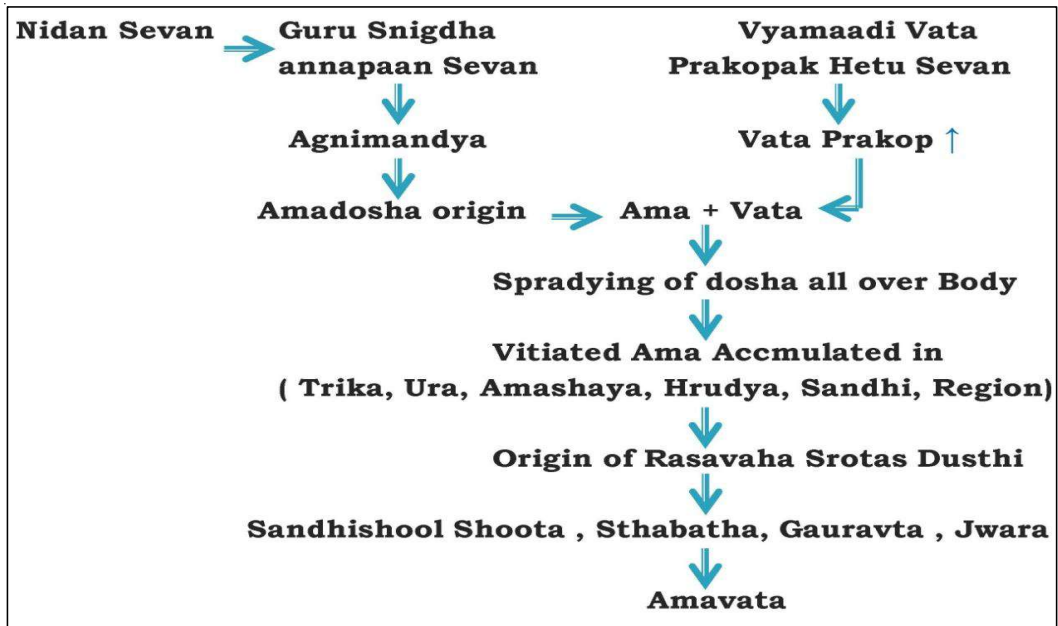 Nidan Sevan
Guru Snigdha
annapaan Sevan
Vyamaadi Vata
Prakopak Hetu Sevan
Agnimandya
Vata Prakop ↑
Amadosha origin
Ama + Vata
Spradying of dosha all over Body
Vitiated Ama Accmulated in
( Trika, Ura, Amashaya, Hrudya, Sandhi, Region)
Origin of Rasavaha Srotas Dusthi
Sandhishool Shoota , Sthabatha, Gauravta , Jwara
Amavata